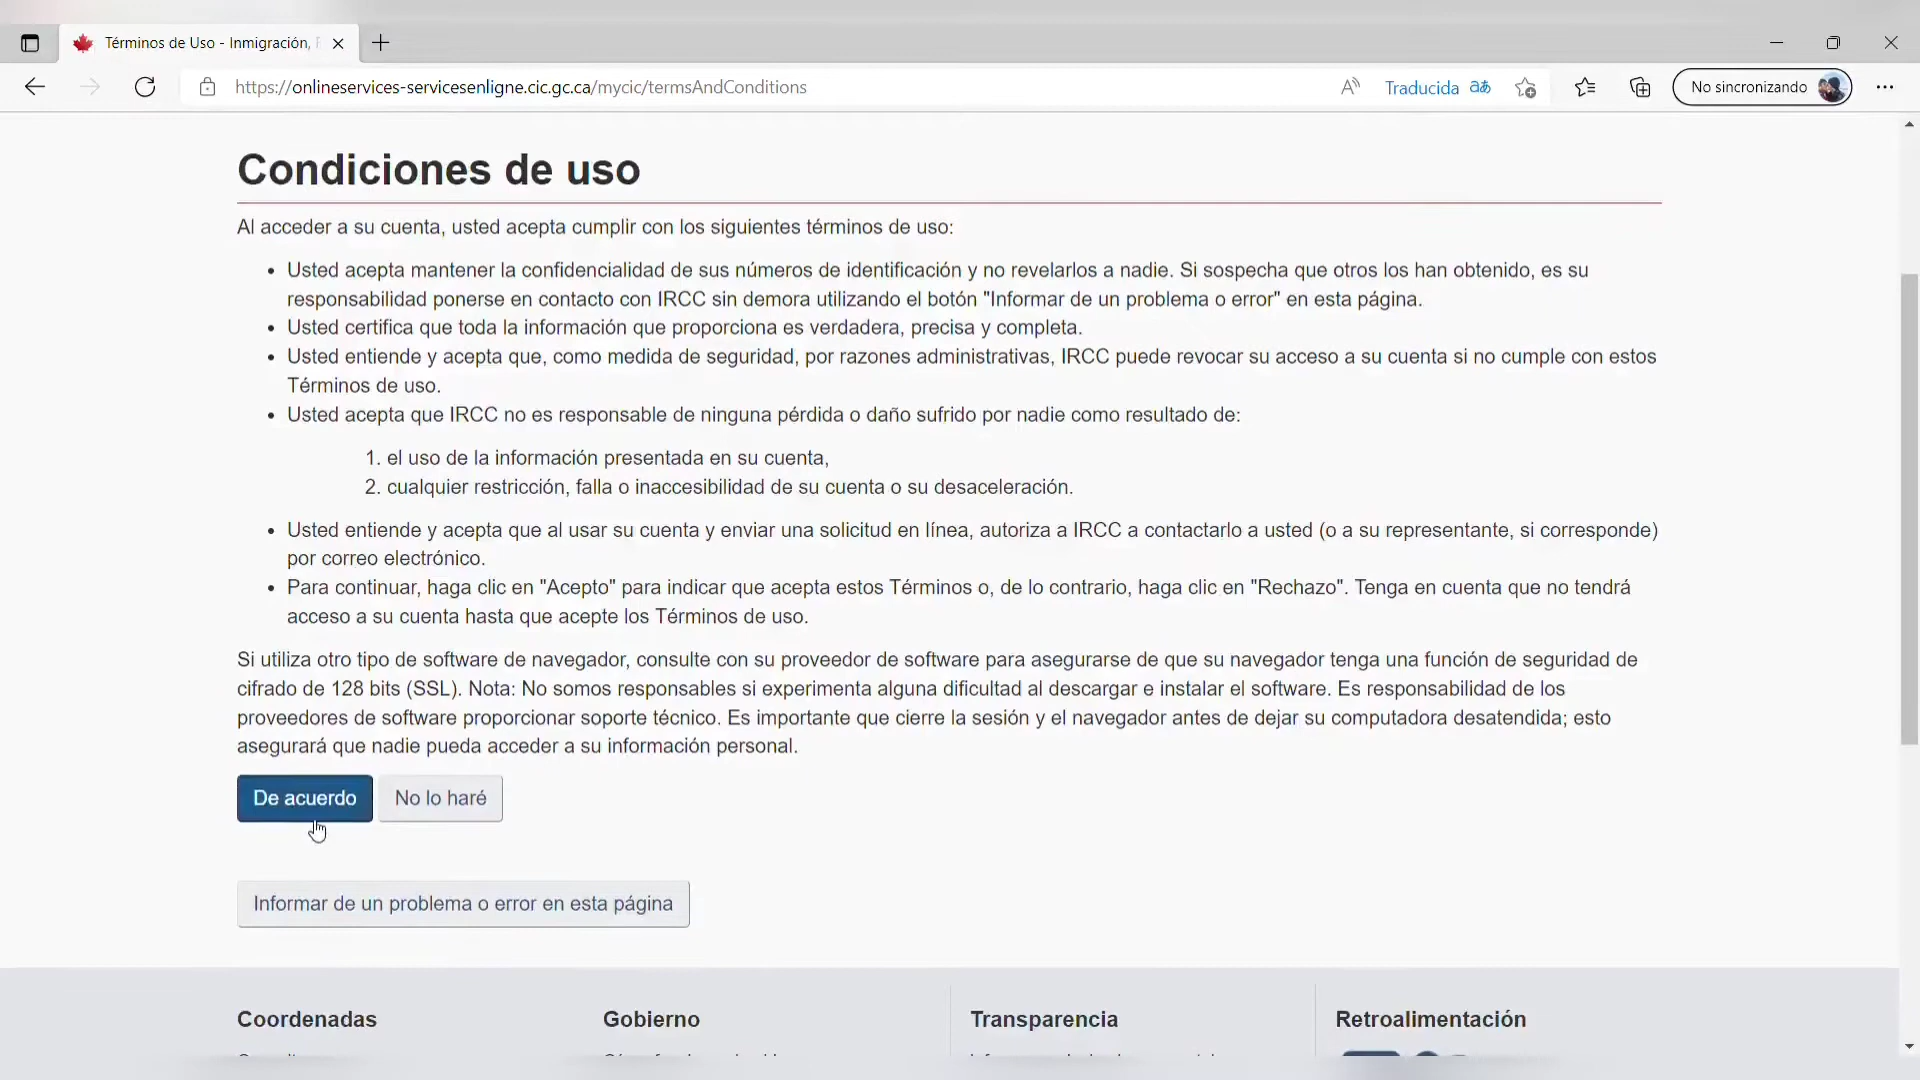 Términos de Uso - Inmigración,
https://onlineservices-servicesenligne.cic.gc.ca/mycic/termsAndConditions
Traducida
No sincronizando
Condiciones de uso
Al acceder a su cuenta, usted acepta cumplir con los siguientes términos de uso:
• Usted acepta mantener la confidencialidad de sus números de identificación y no revelarlos a nadie. Si sospecha que otros los han obtenido, es su
responsabilidad ponerse en contacto con IRCC sin demora utilizando el botón "Informar de un problema o error" en esta página.
• Usted certifica que toda la información que proporciona es verdadera, precisa y completa.
• Usted entiende y acepta que, como medida de seguridad, por razones administrativas, IRCC puede revocar su acceso a su cuenta si no cumple con estos
Términos de uso.
• Usted acepta que IRCC no es responsable de ninguna pérdida o daño sufrido por nadie como resultado de:
1. el uso de la información presentada en su cuenta,
2. cualquier restricción, falla o inaccesibilidad de su cuenta o su desaceleración.
• Usted entiende y acepta que al usar su cuenta y enviar una solicitud en línea, autoriza a IRCC a contactarlo a usted (o a su representante, si corresponde)
por correo electrónico.
• Para continuar, haga clic en "Acepto" para indicar que acepta estos Términos o, de lo contrario, haga clic en "Rechazo". Tenga en cuenta que no tendrá
acceso a su cuenta hasta que acepte los Términos de uso.
Si utiliza otro tipo de software de navegador, consulte con su proveedor de software para asegurarse de que su navegador tenga una función de seguridad de
cifrado de 128 bits (SSL). Nota: No somos responsables si experimenta alguna dificultad al descargar e instalar el software. Es responsabilidad de los
proveedores de software proporcionar soporte técnico. Es importante que cierre la sesión y el navegador antes de dejar su computadora desatendida; esto
asegurará que nadie pueda acceder a su información personal.
De acuerdo No lo haré
Informar de un problema o error en esta página
Coordenadas Gobierno Transparencia Retroalimentación